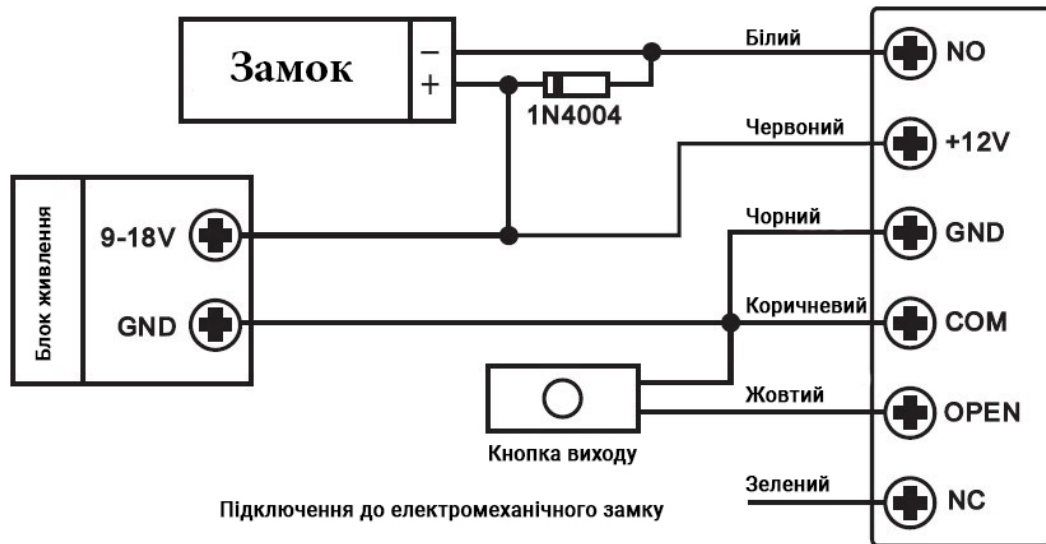 Замок
−
+
1N4004
Білий
NO
Червоний
+12V
Чорний
GND
Коричневий
COM
Жовтий
OPEN
Зелений
NC
Блок живлення
9-18V
GND
Кнопка виходу
Підключення до електромеханічного замку